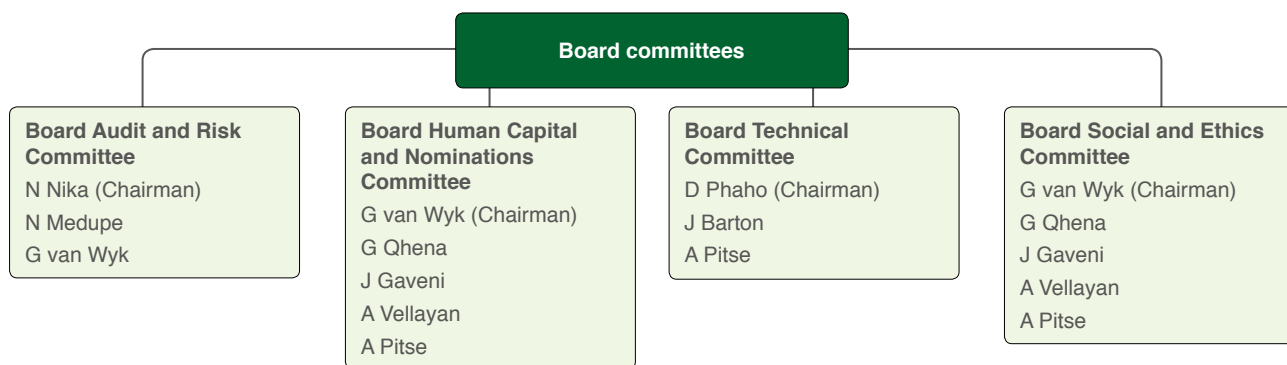 Board committees
Board Audit and Risk
Committee
N Nika (Chairman)
N Medupe
G van Wyk
Board Human Capital
and Nominations
Committee
G van Wyk (Chairman)
G Qhena
J Gaveni
A Vellayan
A Pitse
Board Technical
Committee
D Phaho (Chairman)
J Barton
A Pitse
Board Social and Ethics
Committee
G van Wyk (Chairman)
G Qhena
J Gaveni
A Vellayan
A Pitse